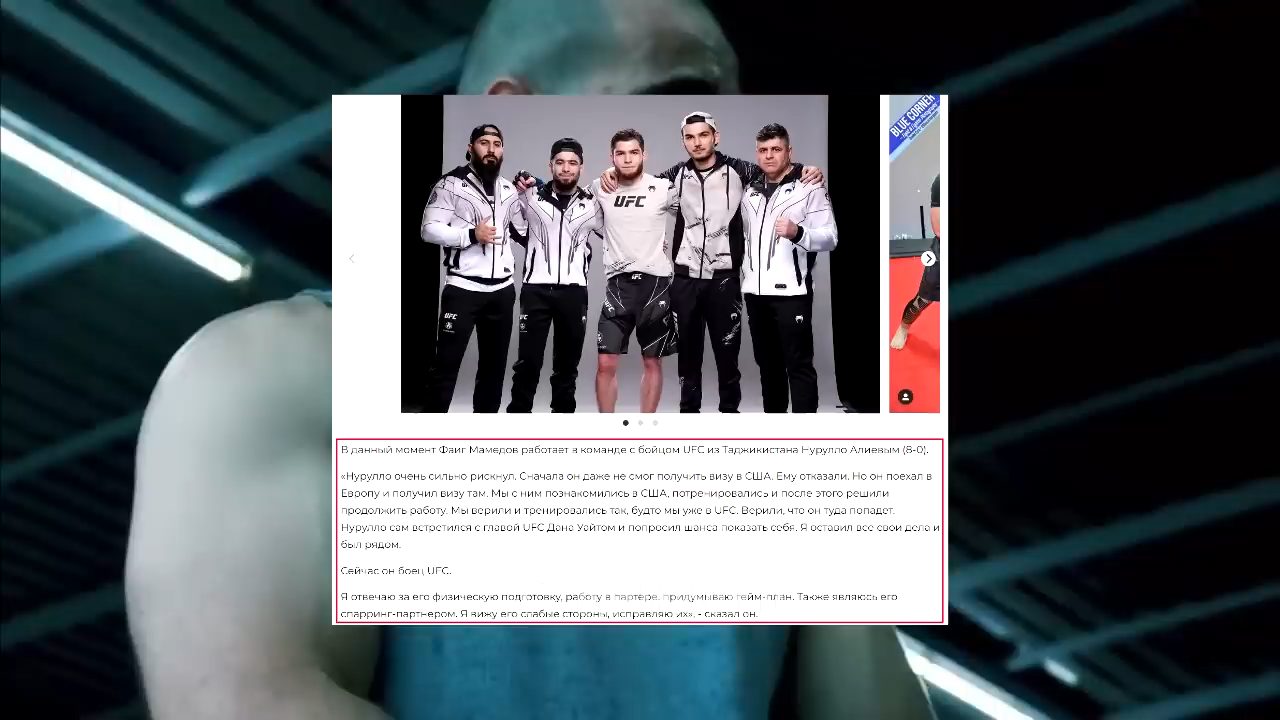 BLUE CORNER
UFC
UFC
UFC
UFC
В данный момент Фаиг Мамедов работает в команде с бойцом UFC из Таджикистана Нурулло Алиевым (8-0).
«Нурулло очень сильно рискнул. Сначала он даже не смог получить визу в США. Ему отказали. Но он поехал в
Европу и получил визу там. Мы с ним познакомились в США, потренировались и после этого решили
продолжить работу. Мы верили и тренировались так, будто мы уже в UFC. Верили, что он туда попадет.
Нурулло сам встретился с главой UFC Дана Уайтом и попросил шанса показать себя. Я оставил все свои дела и
был рядом.
Сейчас он боец UFC.
Я отвечаю за его физическую подготовку, работу в партере, придумываю гейм-план. Также являюсь его
спарринг-партнером. Я вижу его слабые стороны, исправляю их», - сказал он.